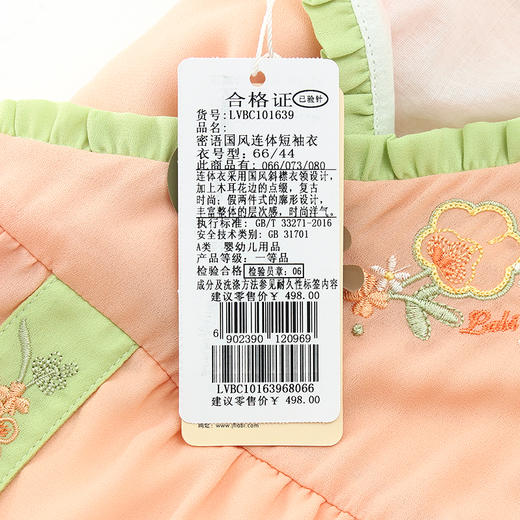 合格证 已验针
货号: LVBC101639
品名:
密语国风连体短袖衣
衣号型: 66/44
此商品有: 066/073/080
连体衣采用国风斜襟衣领设计,
加上木耳花边的点缀, 复古
时尚; 假两件式的廓形设计,
丰富整体的层次感, 时尚洋气。
执行标准: GB/T 33271-2016
安全技术类别: GB 31701
A类 婴幼儿用品
产品等级: 一等品
检验合格 检验员章: 06
成分及洗涤方法参见耐久性标签内容
建议零售价￥ 498.00
6 902390 120969
LVBC10163968066
建议零售价￥ 498.00
网址: www.yflabi.com
Labi